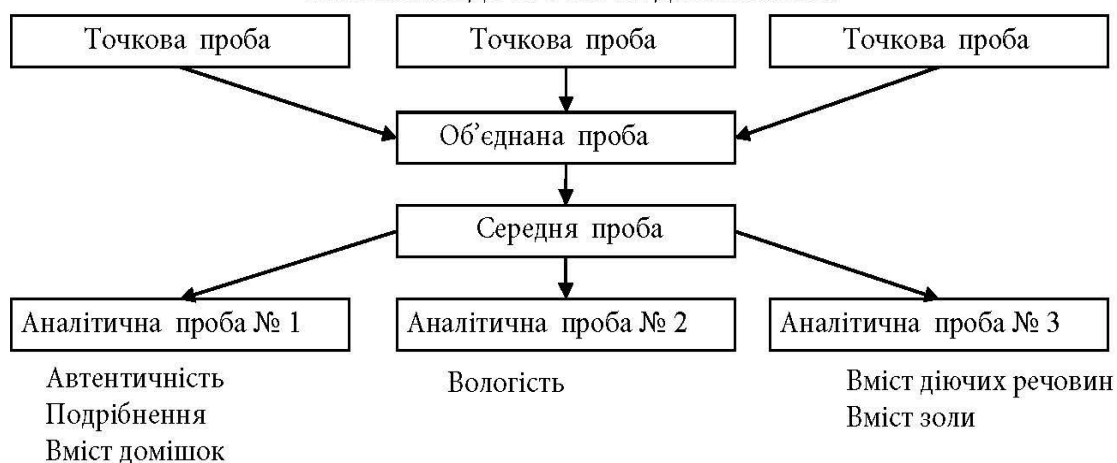 Точкова проба
Точкова проба
Точкова проба
Об’єднана проба
Середня проба
Аналітична проба № 1
Аналітична проба № 2
Аналітична проба № 3
Автентичність
Подрібнення
Вміст домішок
Вологість
Вміст діючих речовин
Вміст золи